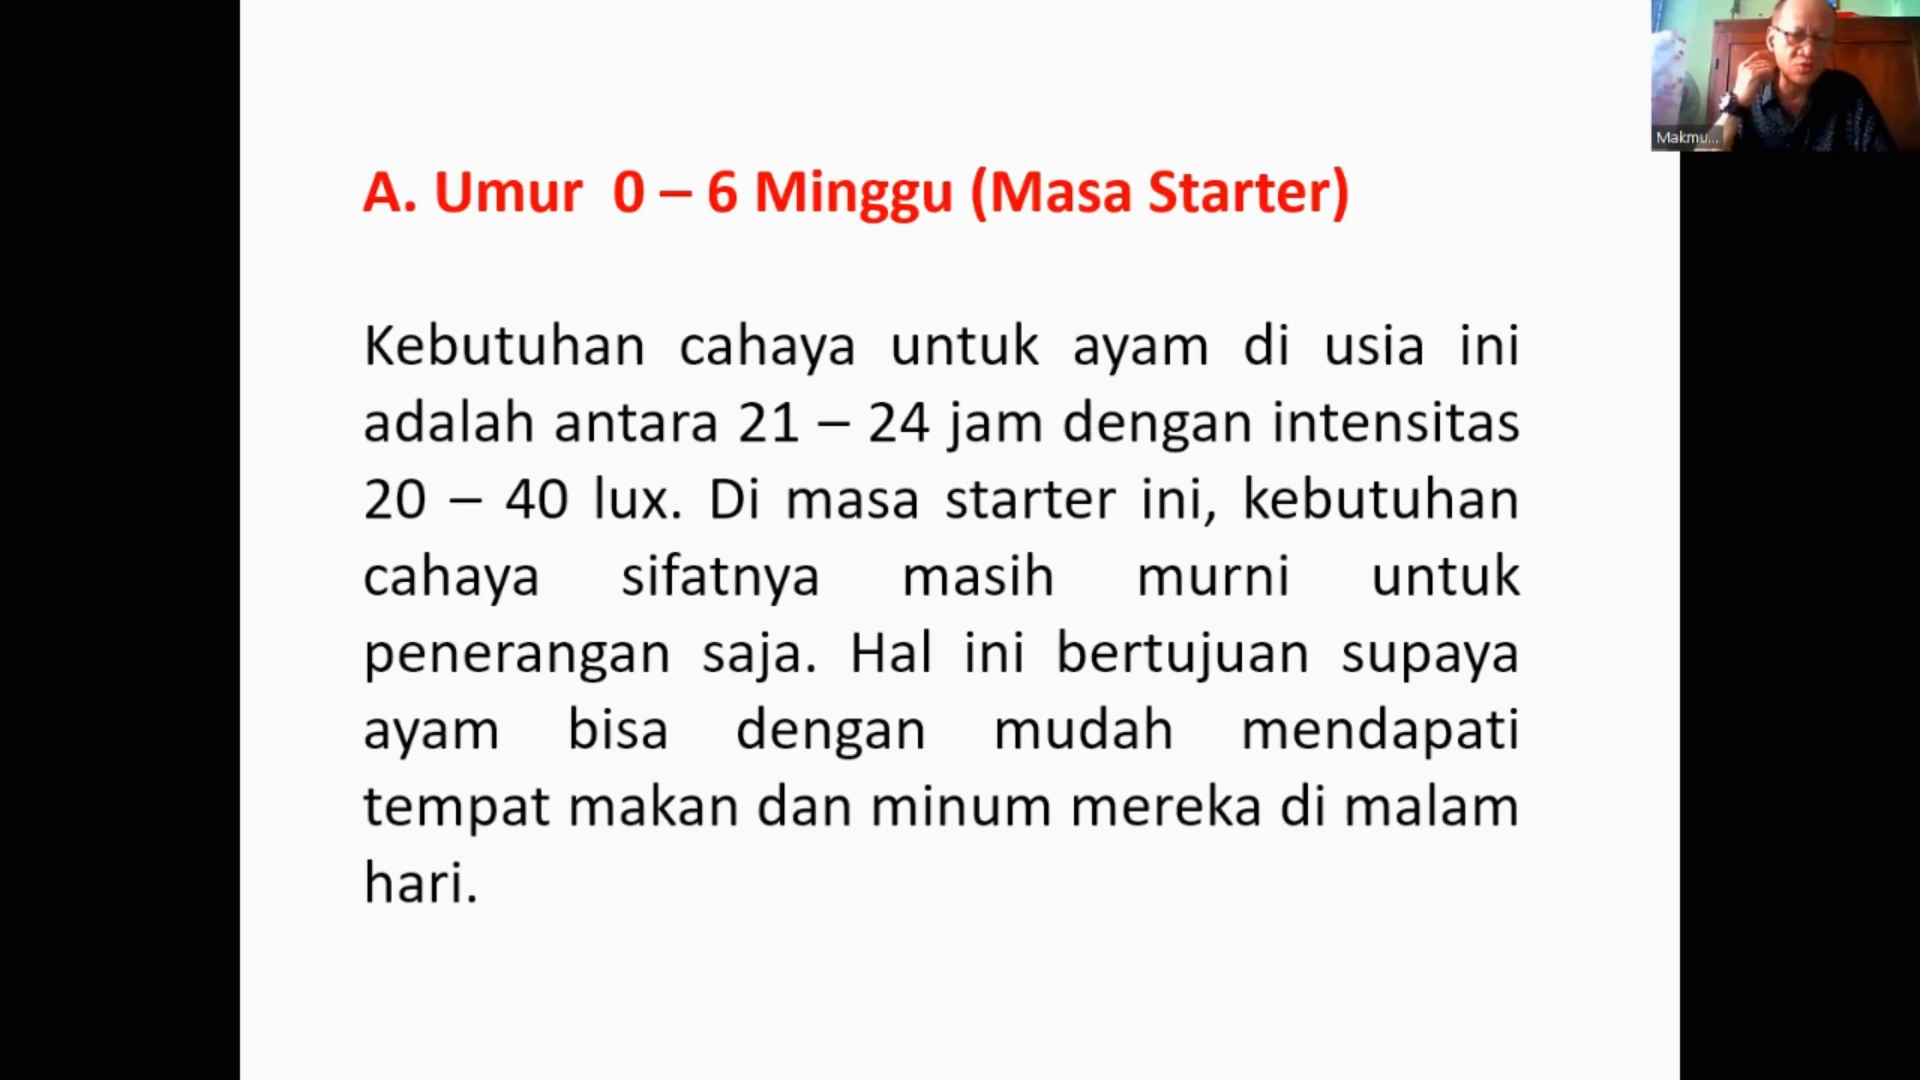 A. Umur 0 – 6 Minggu (Masa Starter)
Kebutuhan cahaya untuk ayam di usia ini
adalah antara 21 – 24 jam dengan intensitas
20 – 40 lux. Di masa starter ini, kebutuhan
cahaya sifatnya masih murni untuk
penerangan saja. Hal ini bertujuan supaya
ayam bisa dengan mudah mendapati
tempat makan dan minum mereka di malam
hari.
Makmu...